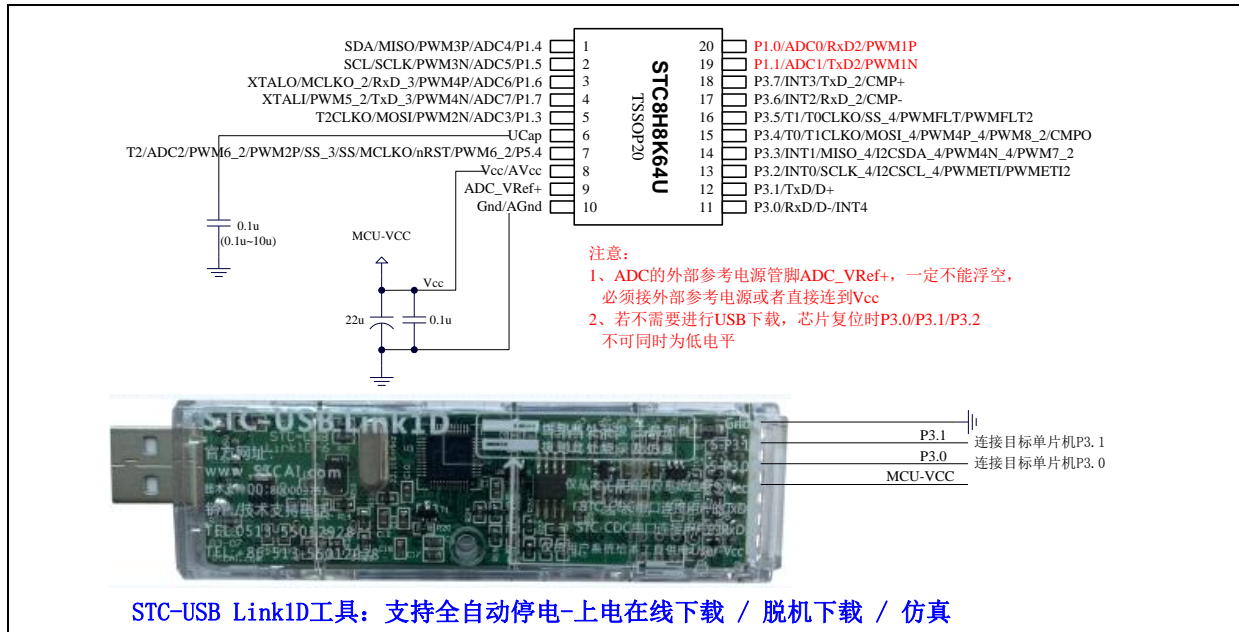 SDA/MISO/PWM3P/ADC4/P1.4 1
SCL/SCLK/PWM3N/ADC5/P1.5 2
XTALO/MCLKO_2/RxD_3/PWM4P/ADC6/P1.6 3
XTALI/PWM5_2/TxD_3/PWM4N/ADC7/P1.7 4
T2CLKO/MOSI/PWM2N/ADC3/P1.3 5
UCap 6
T2/ADC2/PWM6_2/PWM2P/SS_3/SS/MCLKO/nRST/PWM6_2/P5.4 7
Vcc/AVcc 8
ADC_VRef+ 9
Gnd/AGnd 10
STC8H8K64U
TSSOP20
20 P1.0/ADC0/RxD2/PWM1P
19 P1.1/ADC1/TxD2/PWM1N
18 P3.7/INT3/TxD_2/CMP+
17 P3.6/INT2/RxD_2/CMP-
16 P3.5/T1/T0CLKO/SS_4/PWMFLT/PWMFLT2
15 P3.4/T0/T1CLKO/MOSI_4/PWM4P_4/PWM8_2/CMPO
14 P3.3/INT1/MISO_4/I2CSDA_4/PWM4N_4/PWM7_2
13 P3.2/INT0/SCLK_4/I2CSCL_4/PWMETI/PWMETI2
12 P3.1/TxD/D+
11 P3.0/RxD/D-/INT4
0.1u
(0.1u~10u)
MCU-VCC
Vcc
22u
0.1u
注意：
1、ADC的外部参考电源管脚ADC_VRef+，一定不能浮空，
必须接外部参考电源或者直接连到Vcc
2、若不需要进行USB下载，芯片复位时P3.0/P3.1/P3.2
不可同时为低电平
STC-USB Link1D
官方网址:
www.STCAI.com
Gnd
P3.1 连接目标单片机P3.1
P3.0 连接目标单片机P3.0
MCU-VCC
STC-USB Link1D工具：支持全自动停电-上电在线下载 / 脱机下载 / 仿真